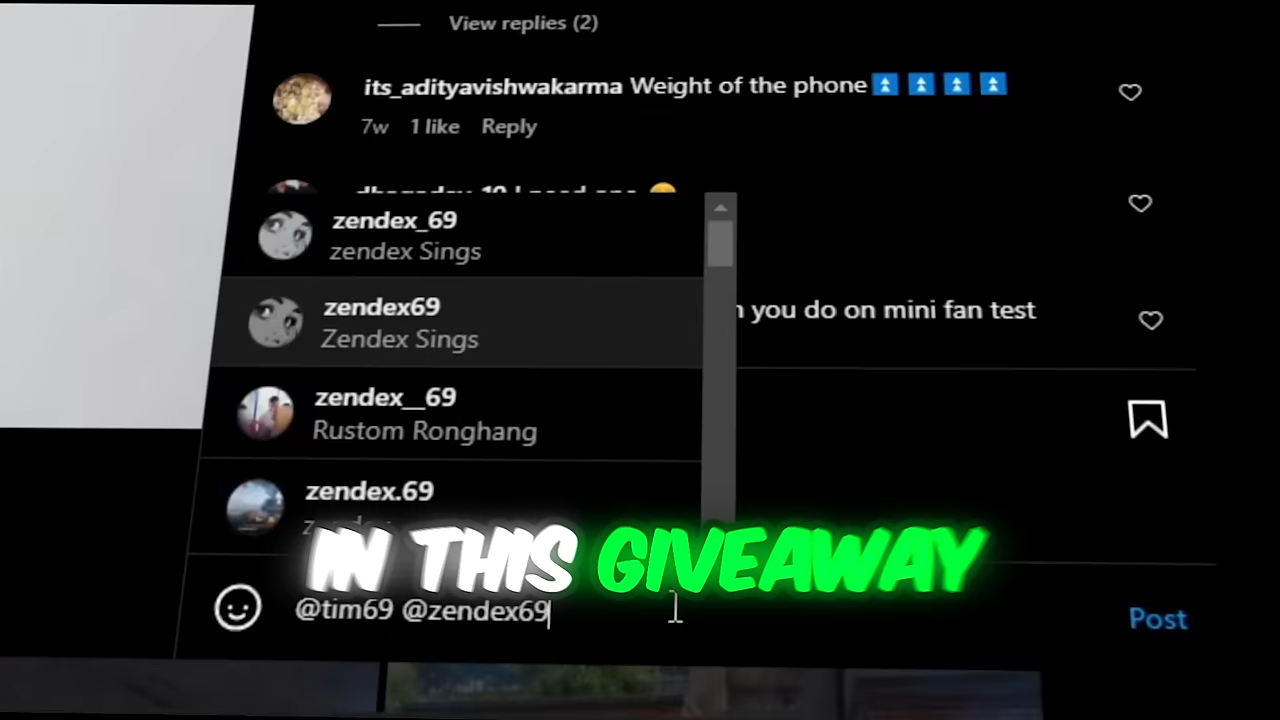 View replies (2)
its_adityavishwakarma Weight of the phone
7w 1 like Reply
zendex_69
zendex Sings
zendex69
Zendex Sings
you do on mini fan test
zendex__69
Rustom Ronghang
zendex.69
IN THIS GIVEAWAY
@tim69 @zendex69
Post